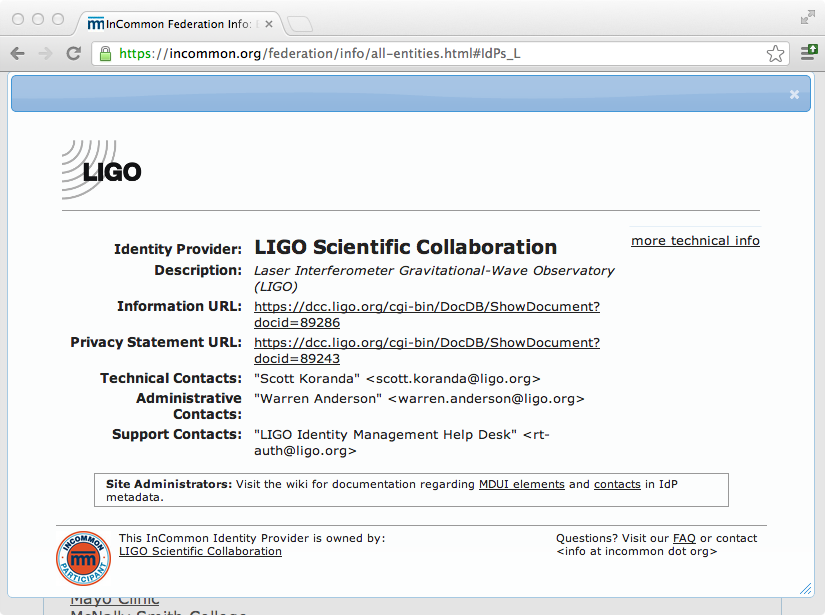 InCommon Federation Info:
https://incommon.org/federation/info/all-entities.html#IdPs_L
LIGO
more technical info
Identity Provider: LIGO Scientific Collaboration
Description: Laser Interferometer Gravitational-Wave Observatory
(LIGO)
Information URL: https://dcc.ligo.org/cgi-bin/DocDB/ShowDocument?
docid=89286
Privacy Statement URL: https://dcc.ligo.org/cgi-bin/DocDB/ShowDocument?
docid=89243
Technical Contacts: "Scott Koranda" <scott.koranda@ligo.org>
Administrative "Warren Anderson" <warren.anderson@ligo.org>
Contacts:
Support Contacts: "LIGO Identity Management Help Desk" <rt-
auth@ligo.org>
Site Administrators: Visit the wiki for documentation regarding MDUI elements and contacts in IdP
metadata.
INCOMMON
PARTICIPANT
This InCommon Identity Provider is owned by:
LIGO Scientific Collaboration
Questions? Visit our FAQ or contact
<info at incommon dot org>
Mayo Clinic
McNally Smith College